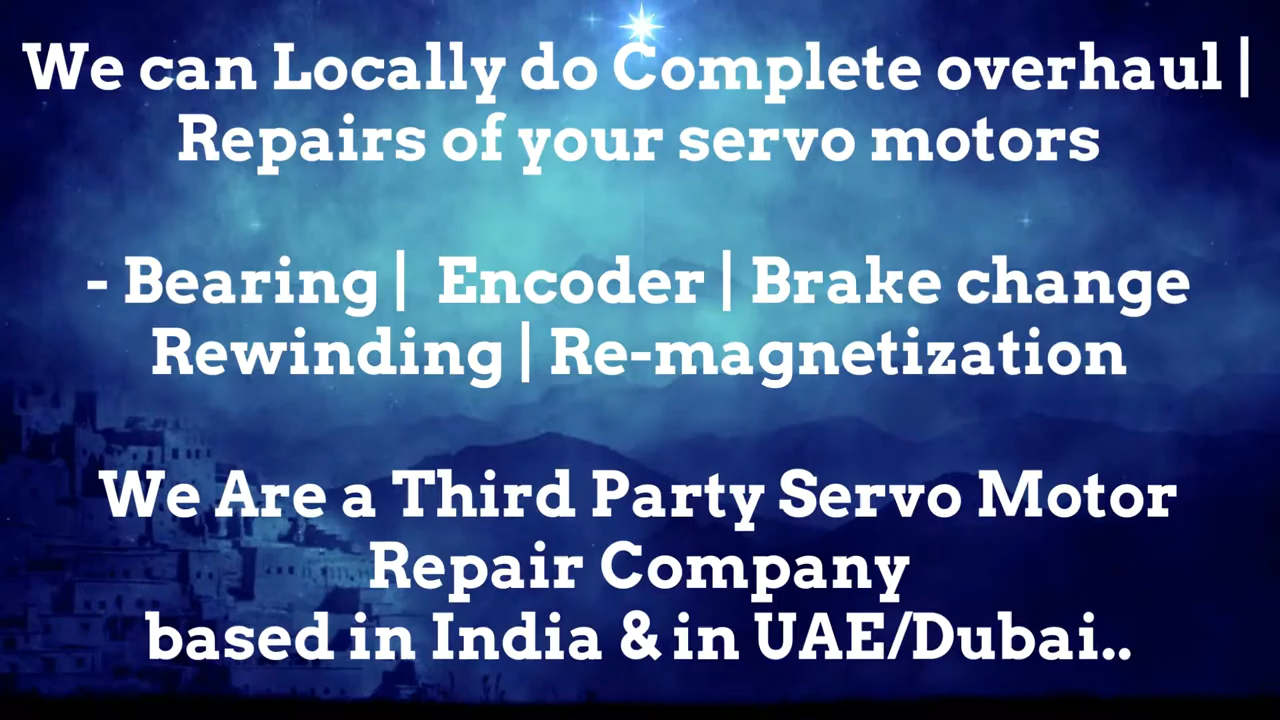 We can Locally do Complete overhaul |
Repairs of your servo motors
- Bearing |  Encoder | Brake change
Rewinding | Re-magnetization
We Are a Third Party Servo Motor
Repair Company
based in India & in UAE/Dubai..